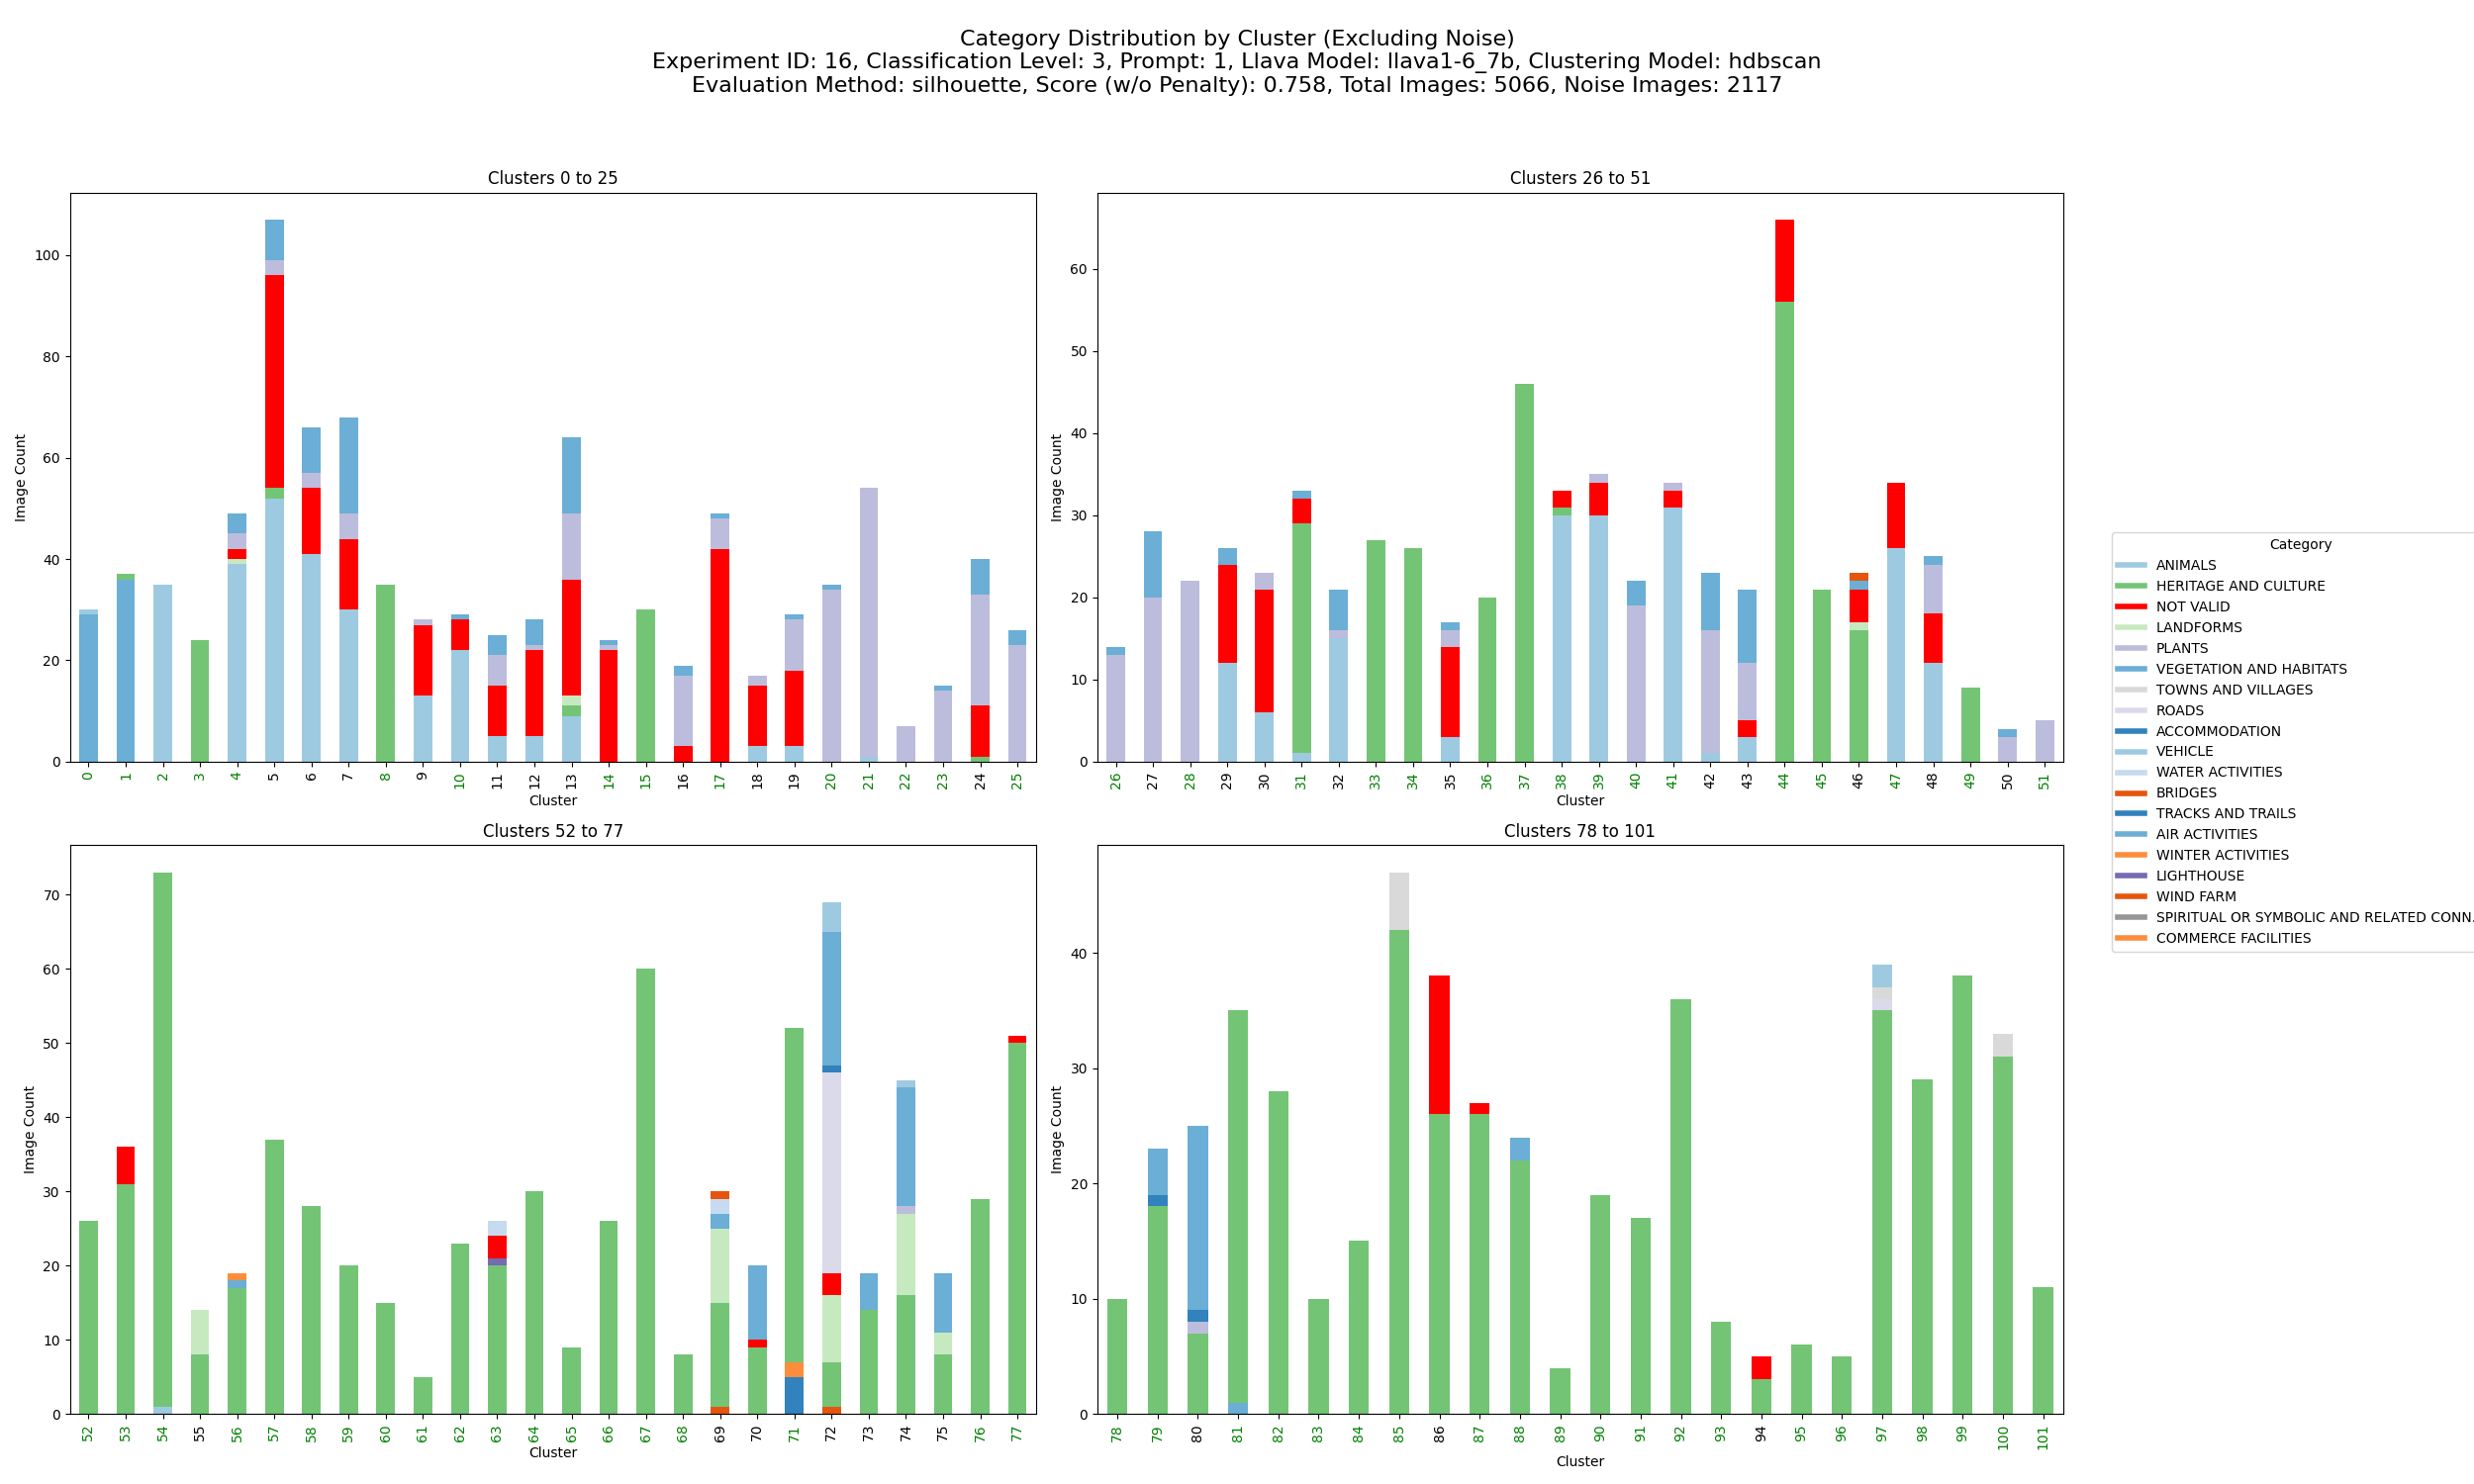 Category Distribution by Cluster (Excluding Noise)
Experiment ID: 16, Classification Level: 3, Prompt: 1, Llava Model: llava1-6_7b, Clustering Model: hdbscan
Evaluation Method: silhouette, Score (w/o Penalty): 0.758, Total Images: 5066, Noise Images: 2117
Clusters 0 to 25
Image Count
100
80
60
40
20
0
0 1 2 3 4 5 6 7 8 9 10 11 12 13 14 15 16 17 18 19 20 21 22 23 24 25
Cluster
Clusters 26 to 51
Image Count
60
50
40
30
20
10
0
26 27 28 29 30 31 32 33 34 35 36 37 38 39 40 41 42 43 44 45 46 47 48 49 50 51
Cluster
Clusters 52 to 77
Image Count
70
60
50
40
30
20
10
0
52 53 54 55 56 57 58 59 60 61 62 63 64 65 66 67 68 69 70 71 72 73 74 75 76 77
Cluster
Clusters 78 to 101
Image Count
40
30
20
10
0
78 79 80 81 82 83 84 85 86 87 88 89 90 91 92 93 94 95 96 97 98 99 100 101
Cluster
Category
ANIMALS
HERITAGE AND CULTURE
NOT VALID
LANDFORMS
PLANTS
VEGETATION AND HABITATS
TOWNS AND VILLAGES
ROADS
ACCOMMODATION
VEHICLE
WATER ACTIVITIES
BRIDGES
TRACKS AND TRAILS
AIR ACTIVITIES
WINTER ACTIVITIES
LIGHTHOUSE
WIND FARM
SPIRITUAL OR SYMBOLIC AND RELATED CONN.
COMMERCE FACILITIES